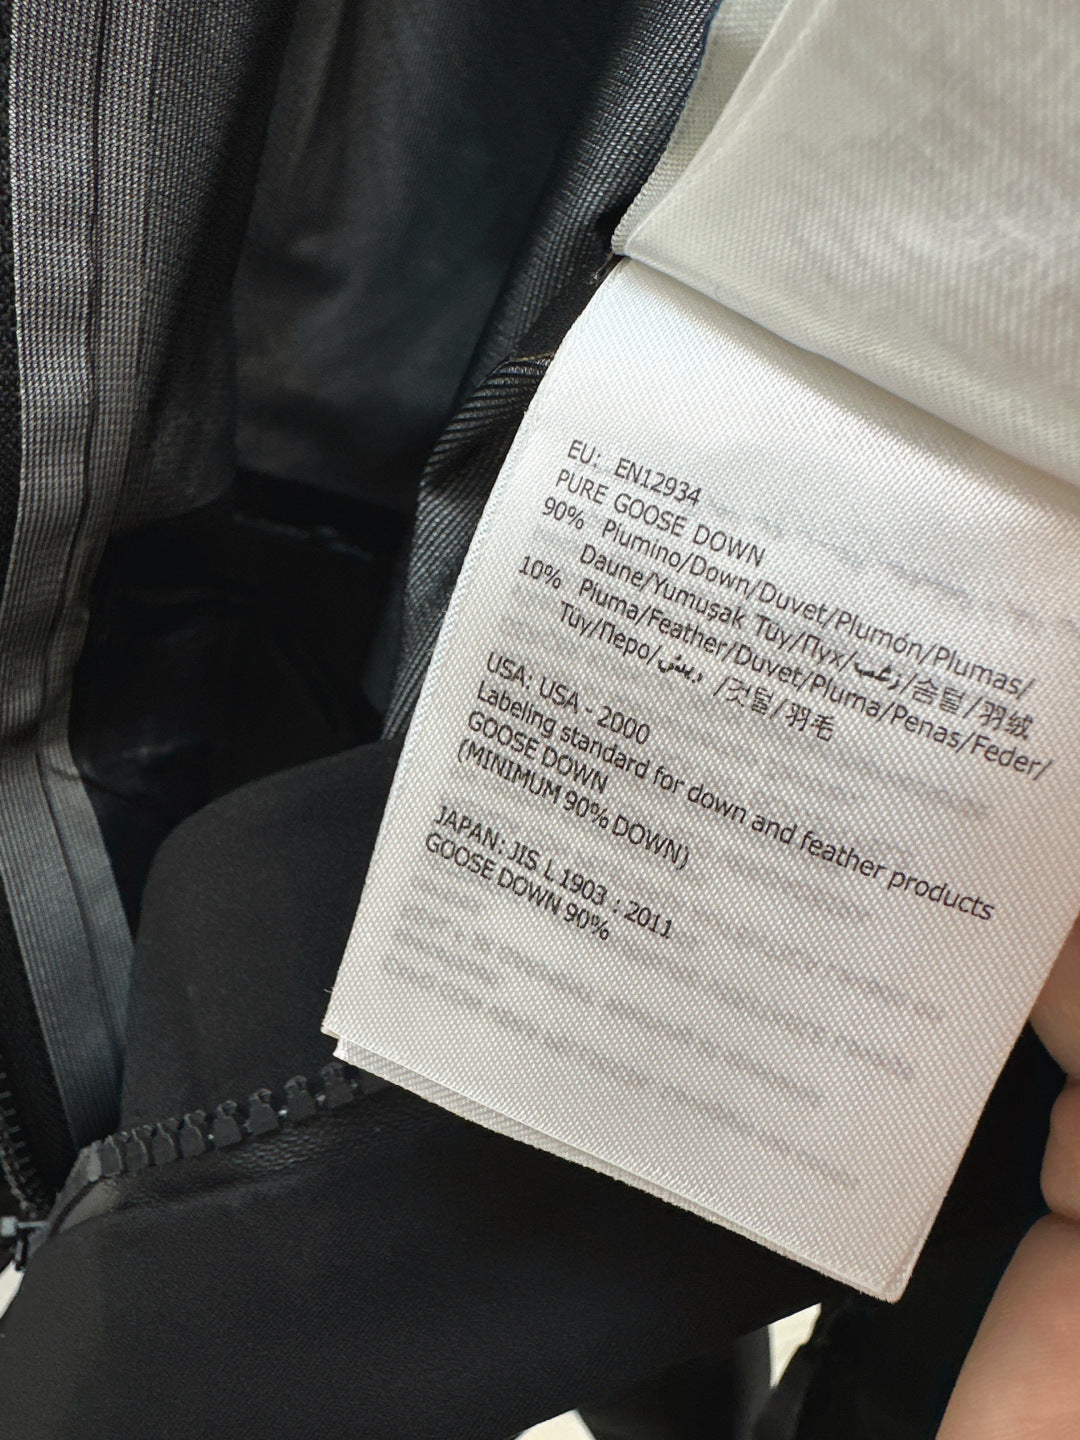 EU: EN12934
PURE GOOSE DOWN
90% Plumino/Down/Duvet/Plumón/Plumas/
Daune/Yumuşak Tüy/Пух/زغب/솜털/羽绒
10% Piuma/Feather/Duvet/Pluma/Penas/Feder/
Tüy/Перо/ريش /깃털/羽毛
USA: USA - 2000
Labeling standard for down and feather products
GOOSE DOWN
(MINIMUM 90% DOWN)
JAPAN: JIS L 1903 : 2011
GOOSE DOWN 90%